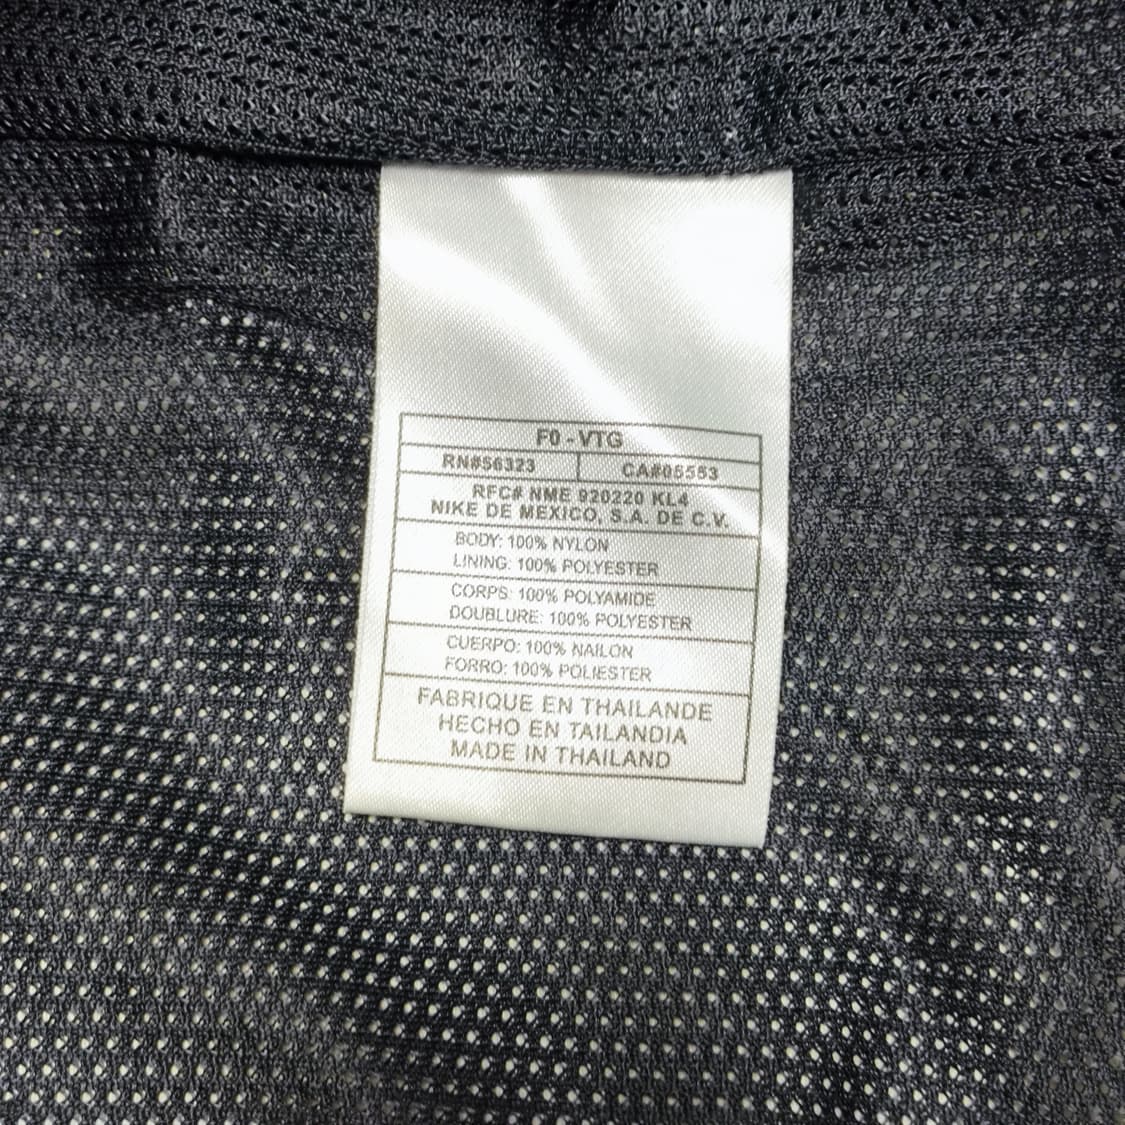 F0 - VTG
RN#56323 CA#05553
RFC# NME 920220 KL4
NIKE DE MEXICO, S.A. DE C.V.
BODY: 100% NYLON
LINING: 100% POLYESTER
CORPS: 100% POLYAMIDE
DOUBLURE: 100% POLYESTER
CUERPO: 100% NAILON
FORRO: 100% POLIESTER
FABRIQUE EN THAILANDE
HECHO EN TAILANDIA
MADE IN THAILAND